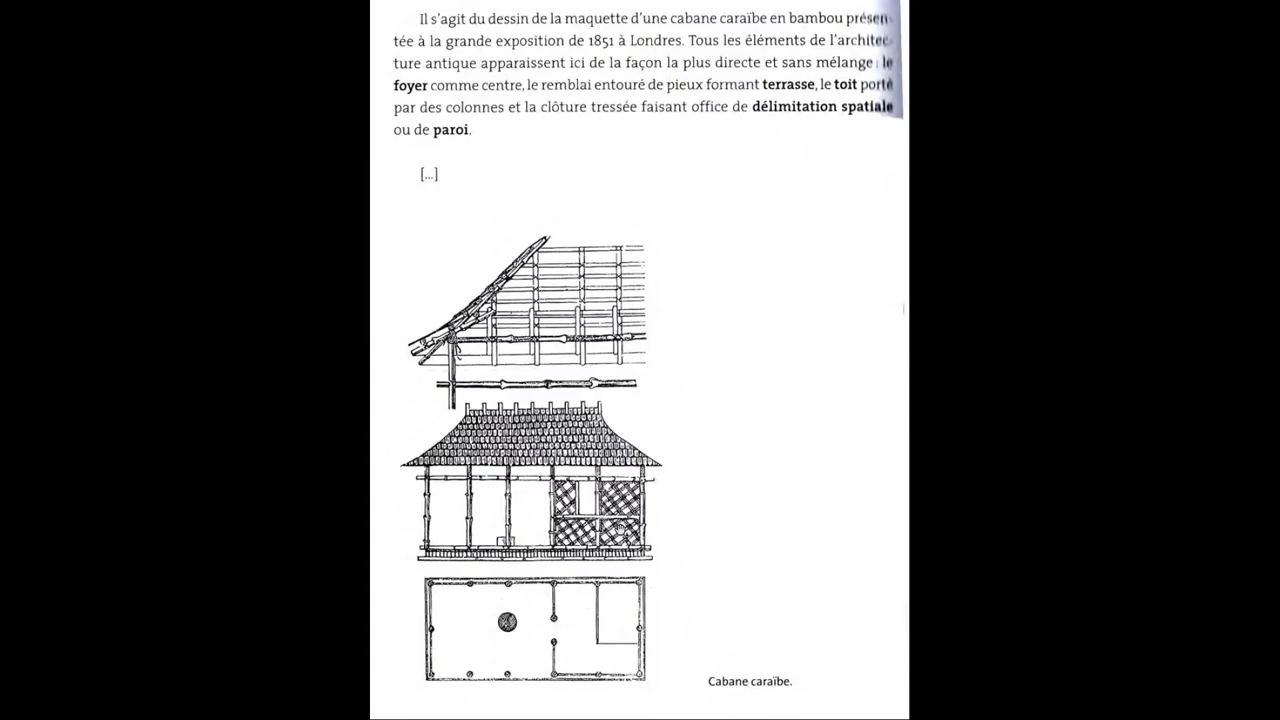 Il s'agit du dessin de la maquette d'une cabane caraïbe en bambou présen-
tée à la grande exposition de 1851 à Londres. Tous les éléments de l'architec-
ture antique apparaissent ici de la façon la plus directe et sans mélange : le
foyer comme centre, le remblai entouré de pieux formant terrasse, le toit porté
par des colonnes et la clôture tressée faisant office de délimitation spatiale
ou de paroi.
[...]
Cabane caraïbe.